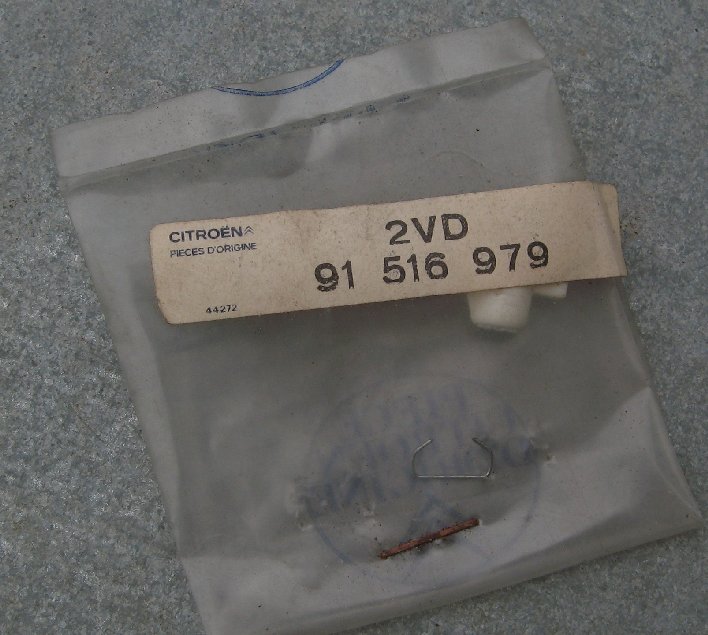 CITROËN
PIECES D'ORIGINE
2VD
91 516 979
44272